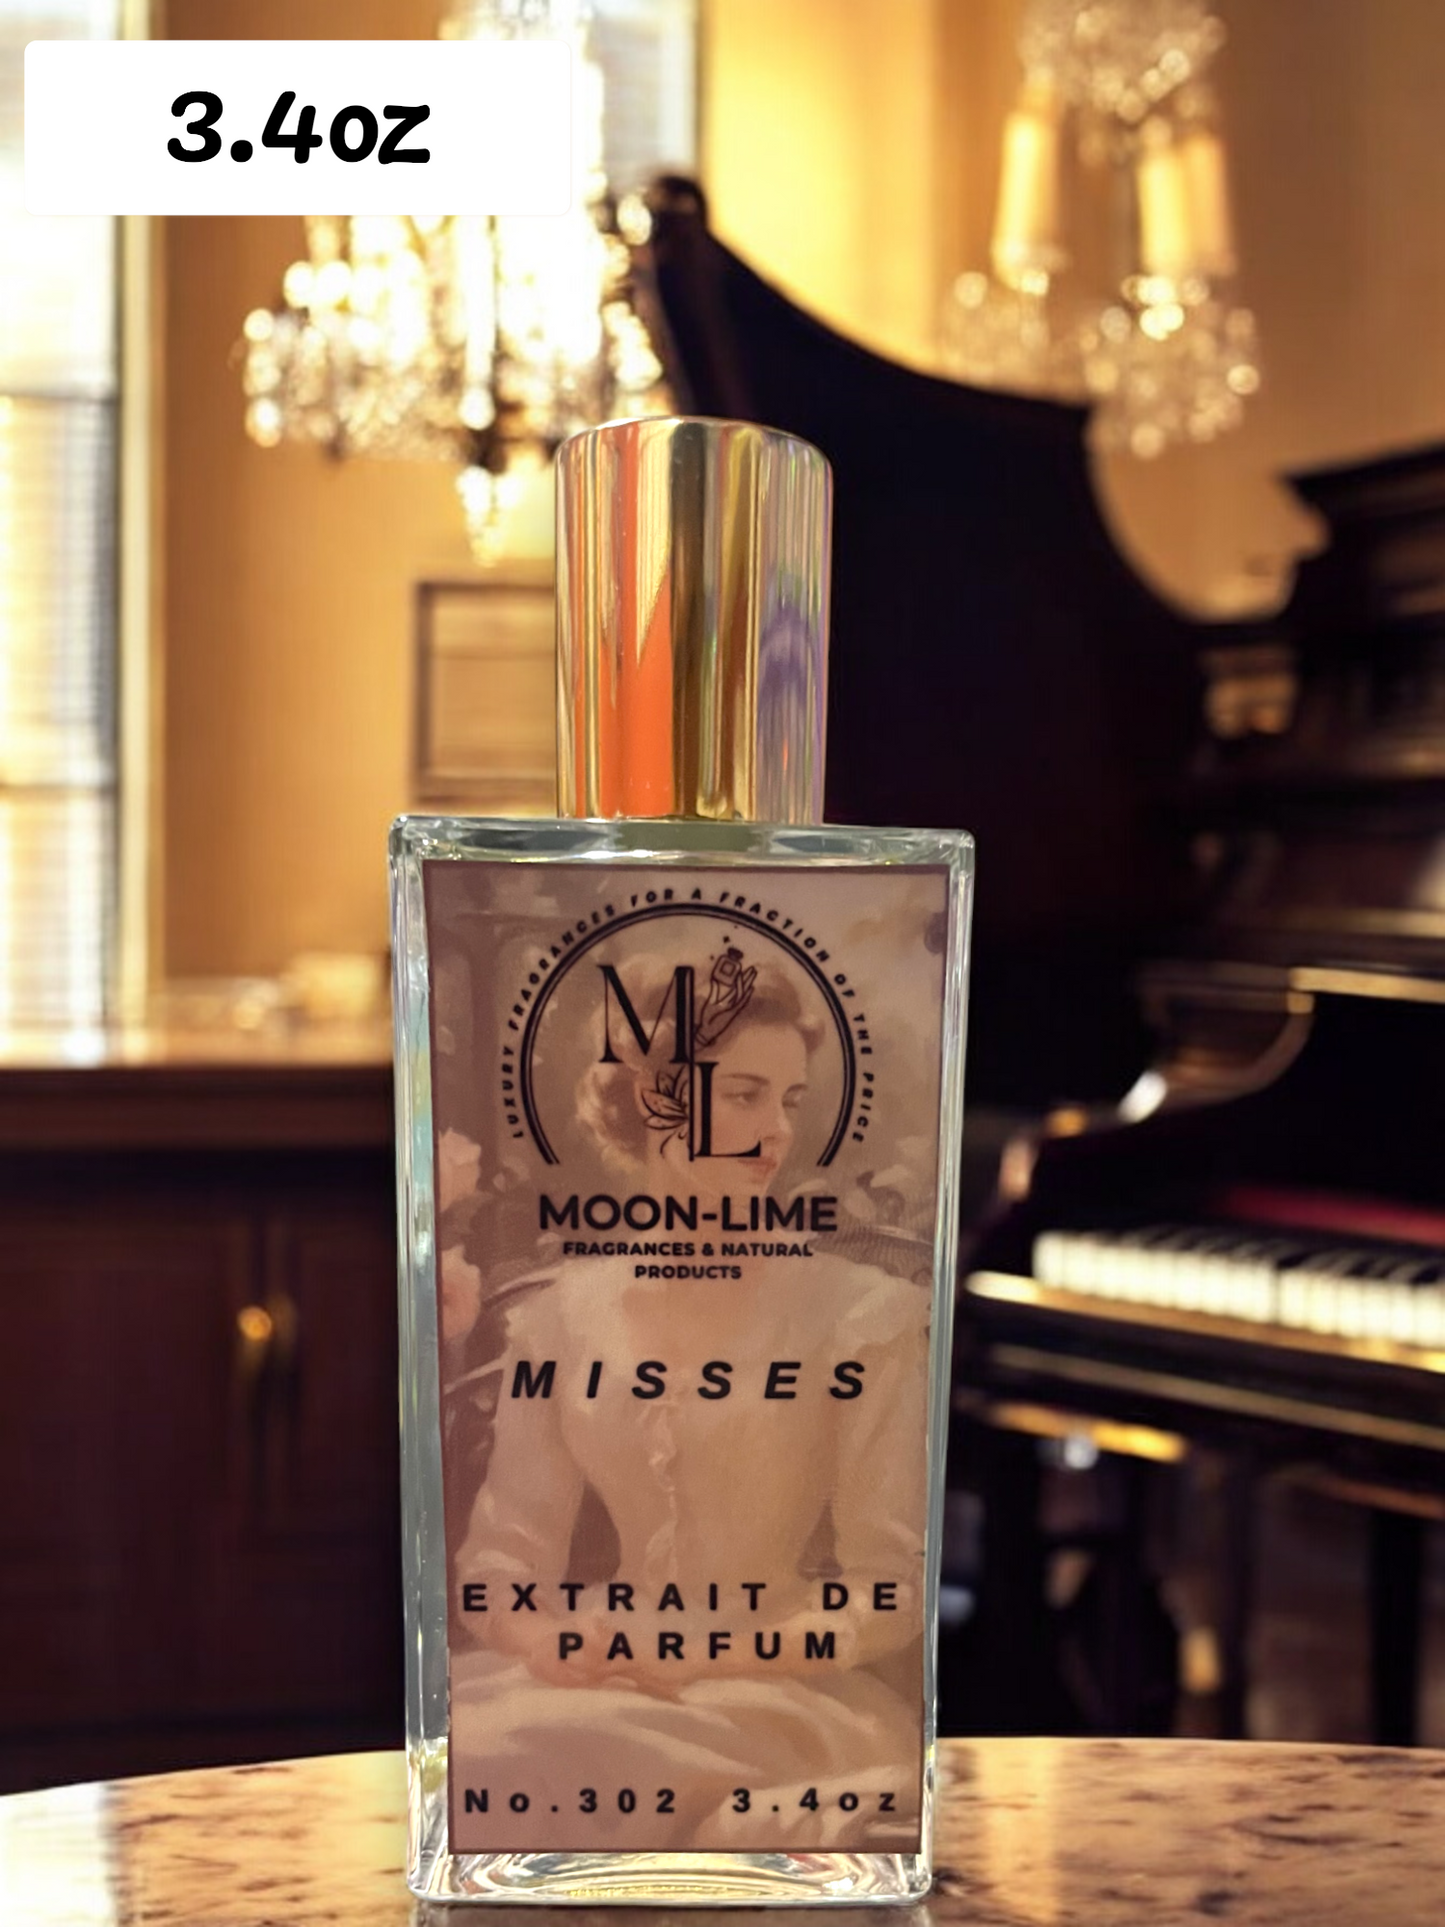 3.4oz
LUXURY FRAGRANCES FOR A FRACTION OF THE PRICE
ML
MOON-LIME
FRAGRANCES & NATURAL
PRODUCTS
MISSES
EXTRAIT DE
PARFUM
No.302 3.4oz